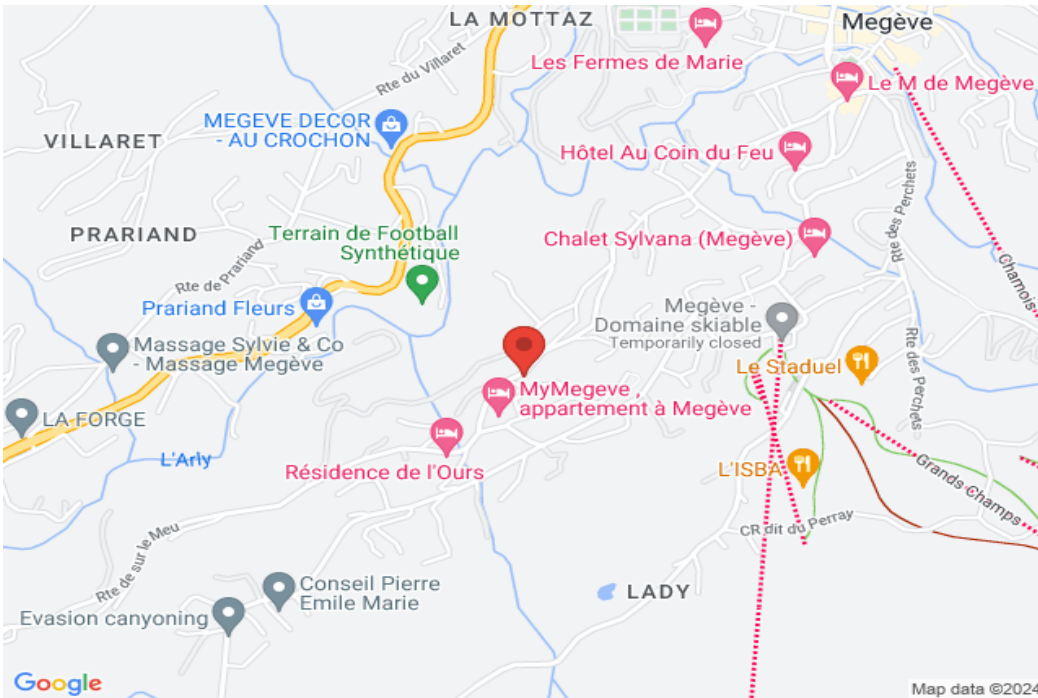 LA MOTTAZ
Megève
Les Fermes de Marie
Le M de Megève
Rte du Villaret
MEGEVE DECOR
- AU CROCHON
VILLARET
Hôtel Au Coin du Feu
Rte des Perchets
PRARIAND
Terrain de Football
Synthétique
Chalet Sylvana (Megève)
Chamois
Rte de Prariand
Prariand Fleurs
Megève -
Domaine skiable
Temporarily closed
Rte des Perchets
Massage Sylvie & Co
- Massage Megève
Le Staduel
MyMegeve ,
appartement à Megève
LA FORGE
L'Arly
Résidence de l'Ours
L'ISBA
Grands Champs
CR dit du Perray
Rte de sur le Meu
Conseil Pierre
Emile Marie
LADY
Evasion canyoning
Google
Map data ©2024